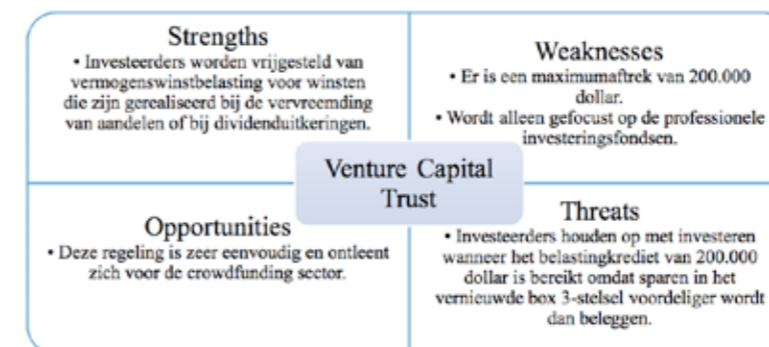 Strengths
• Investeerders worden vrijgesteld van
vermogenswinstbelasting voor winsten
die zijn gerealiseerd bij de vervreemding
van aandelen of bij dividenduitkeringen.
Weaknesses
• Er is een maximumaftrek van 200.000
dollar.
• Wordt alleen gefocust op de professionele
investeringsfondsen.
Venture Capital
Trust
Opportunities
• Deze regeling is zeer eenvoudig en ontleent
zich voor de crowdfunding sector.
Threats
• Investeerders houden op met investeren
wanneer het belastingkrediet van 200.000
dollar is bereikt omdat sparen in het
vernieuwde box 3-stelsel voordeliger wordt
dan beleggen.